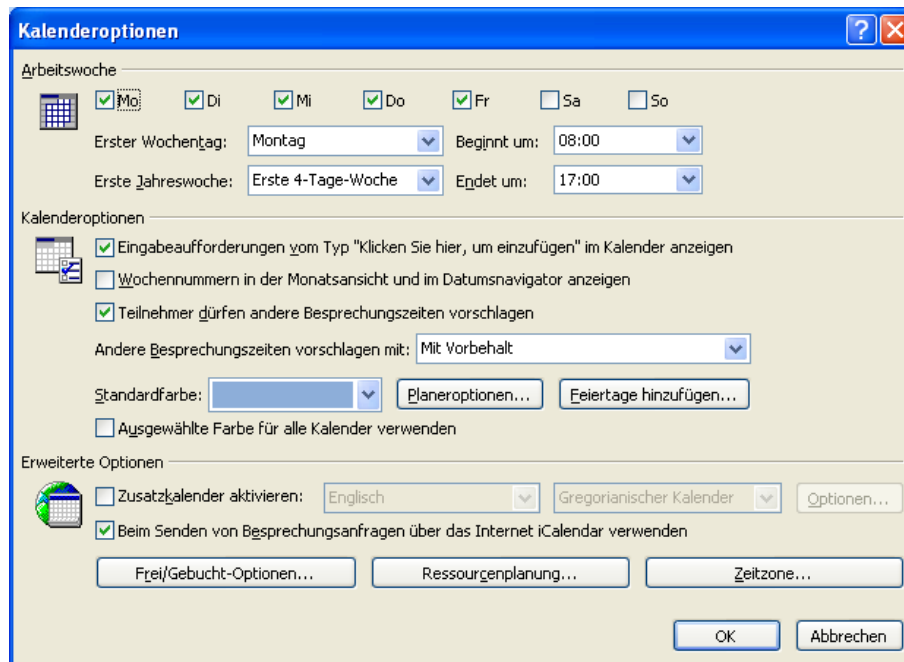 Kalenderoptionen
Arbeitswoche
Mo Di Mi Do Fr Sa So
Erster Wochentag: Montag Beginnt um: 08:00
Erste Jahreswoche: Erste 4-Tage-Woche Endet um: 17:00
Kalenderoptionen
Eingabeaufforderungen vom Typ "Klicken Sie hier, um einzufügen" im Kalender anzeigen
Wochennummern in der Monatsansicht und im Datumsnavigator anzeigen
Teilnehmer dürfen andere Besprechungszeiten vorschlagen
Andere Besprechungszeiten vorschlagen mit: Mit Vorbehalt
Standardfarbe: Planeroptionen... Feiertage hinzufügen...
Ausgewählte Farbe für alle Kalender verwenden
Erweiterte Optionen
Zusatzkalender aktivieren: Englisch Gregorianischer Kalender Optionen...
Beim Senden von Besprechungsanfragen über das Internet iCalendar verwenden
Frei/Gebucht-Optionen... Ressourcenplanung... Zeitzone...
OK Abbrechen